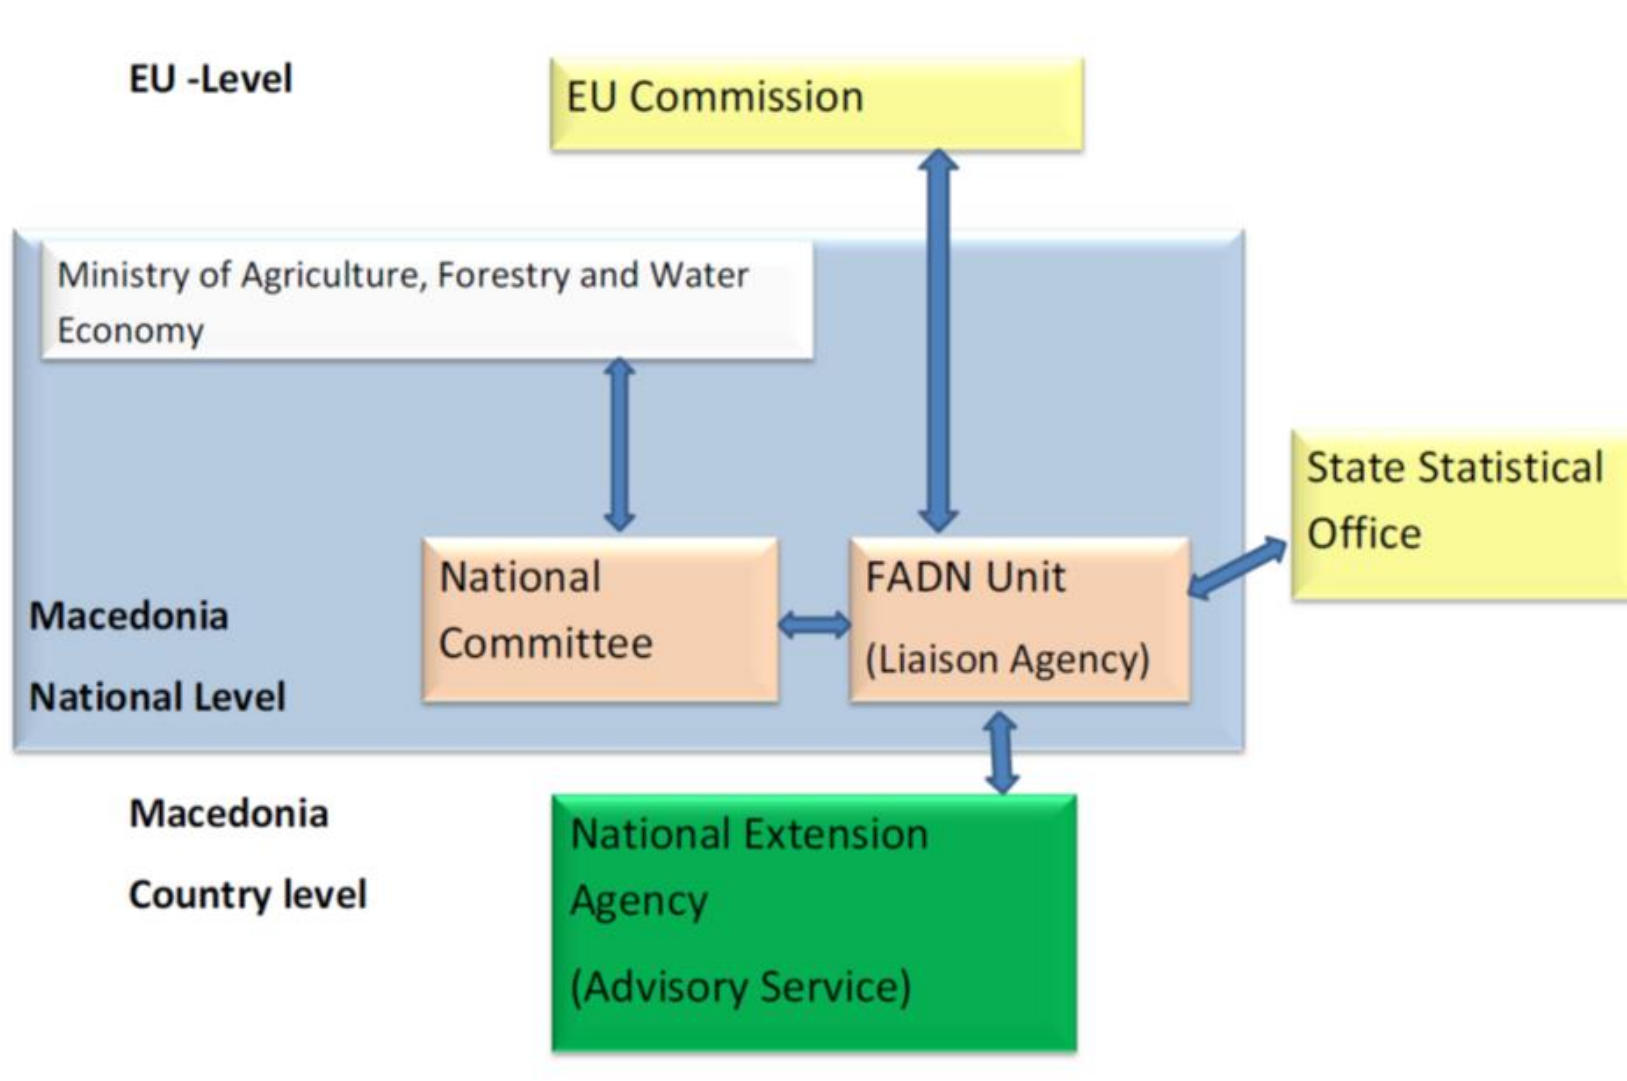 EU -Level
EU Commission
Ministry of Agriculture, Forestry and Water
Economy
State Statistical
Office
National
Committee
FADN Unit
(Liaison Agency)
Macedonia
National Level
Macedonia
Country level
National Extension
Agency
(Advisory Service)